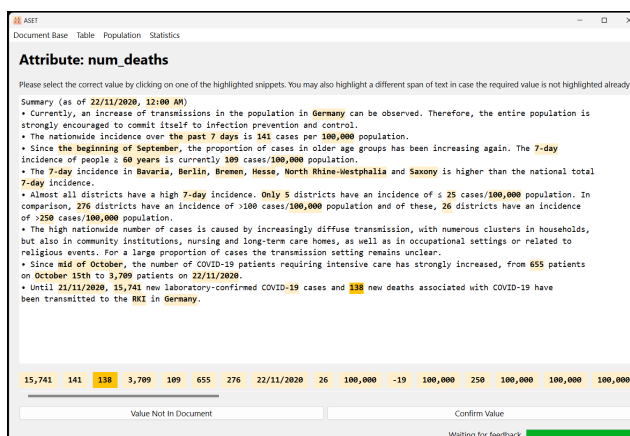 ASET
Document Base Table Population Statistics
Attribute: num_deaths
Please select the correct value by clicking on one of the highlighted snippets. You may also highlight a different span of text in case the required value is not highlighted already
Summary (as of 22/11/2020, 12:00 AM)
• Currently, an increase of transmissions in the population in Germany can be observed. Therefore, the entire population is
strongly encouraged to commit itself to infection prevention and control.
• The nationwide incidence over the past 7 days is 141 cases per 100,000 population.
• Since the beginning of September, the proportion of cases in older age groups has been increasing again. The 7-day
incidence of people ≥ 60 years is currently 109 cases/100,000 population.
• The 7-day incidence in Bavaria, Berlin, Bremen, Hesse, North Rhine-Westphalia and Saxony is higher than the national total
7-day incidence.
• Almost all districts have a high 7-day incidence. Only 5 districts have an incidence of ≤ 25 cases/100,000 population. In
comparison, 276 districts have an incidence of >100 cases/100,000 population and of these, 26 districts have an incidence
of >250 cases/100,000 population.
• The high nationwide number of cases is caused by increasingly diffuse transmission, with numerous clusters in households,
but also in community institutions, nursing and long-term care homes, as well as in occupational settings or related to
religious events. For a large proportion of cases the transmission setting remains unclear.
• Since mid of October, the number of COVID-19 patients requiring intensive care has strongly increased, from 655 patients
on October 15th to 3,709 patients on 22/11/2020.
• Until 21/11/2020, 15,741 new laboratory-confirmed COVID-19 cases and 138 new deaths associated with COVID-19 have
been transmitted to the RKI in Germany.
15,741 141 138 3,709 109 655 276 22/11/2020 26 100,000 -19 100,000 250 100,000 100,000 100,000
Value Not In Document Confirm Value
Waiting for feedback